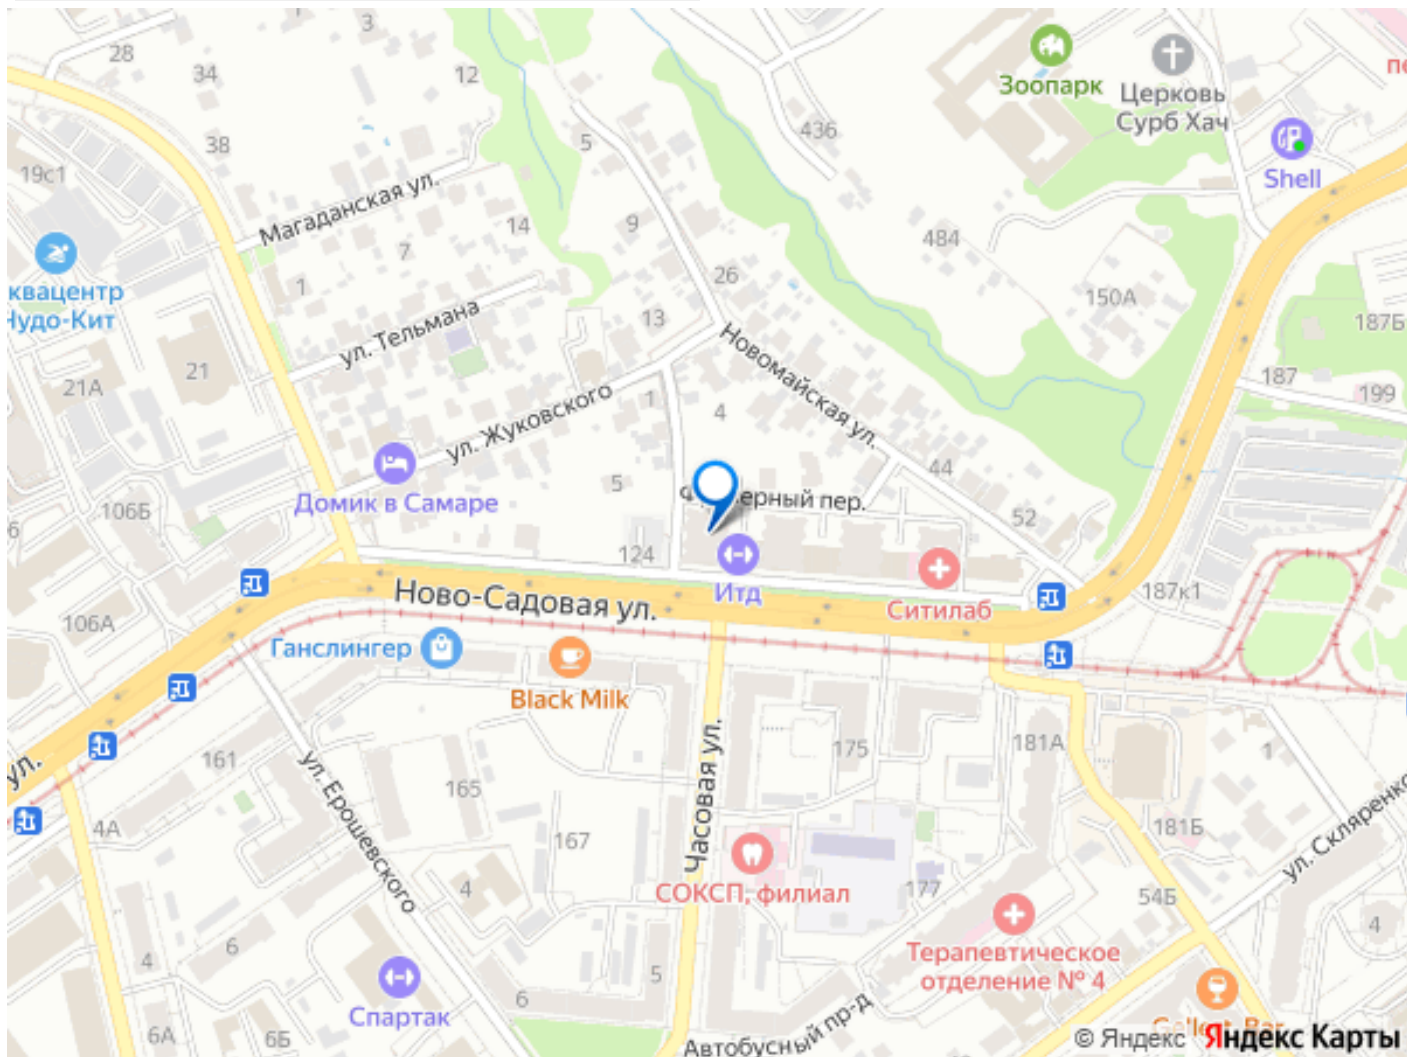 28
3
34
12
Зоопарк
Церковь
Сурб Хач
436
5
38
19с1
Shell
Магаданская ул.
9
14
7
484
1
26
150А
квацентр
Чудо-Кит
ул. Тельмана
13
187Б
Новомайская ул.
21
21А
187
199
ул. Жуковского
1
4
44
Домик в Самаре
5
ерный пер.
106Б
52
124
Итд
Ситилаб
187к1
Ново-Садовая ул.
106А
Ганслингер
Black Milk
161
ул.
ул. Ерошевского
165
Часовая ул.
175
181А
1
4А
167
181Б
ул. Скляренко
4
СОКСП, филиал
177
54Б
4
6
4
Терапевтическое
отделение № 4
5
6
Спартак
6А
6Б
Автобусный пр-д
© Яндекс Яндекс Карты